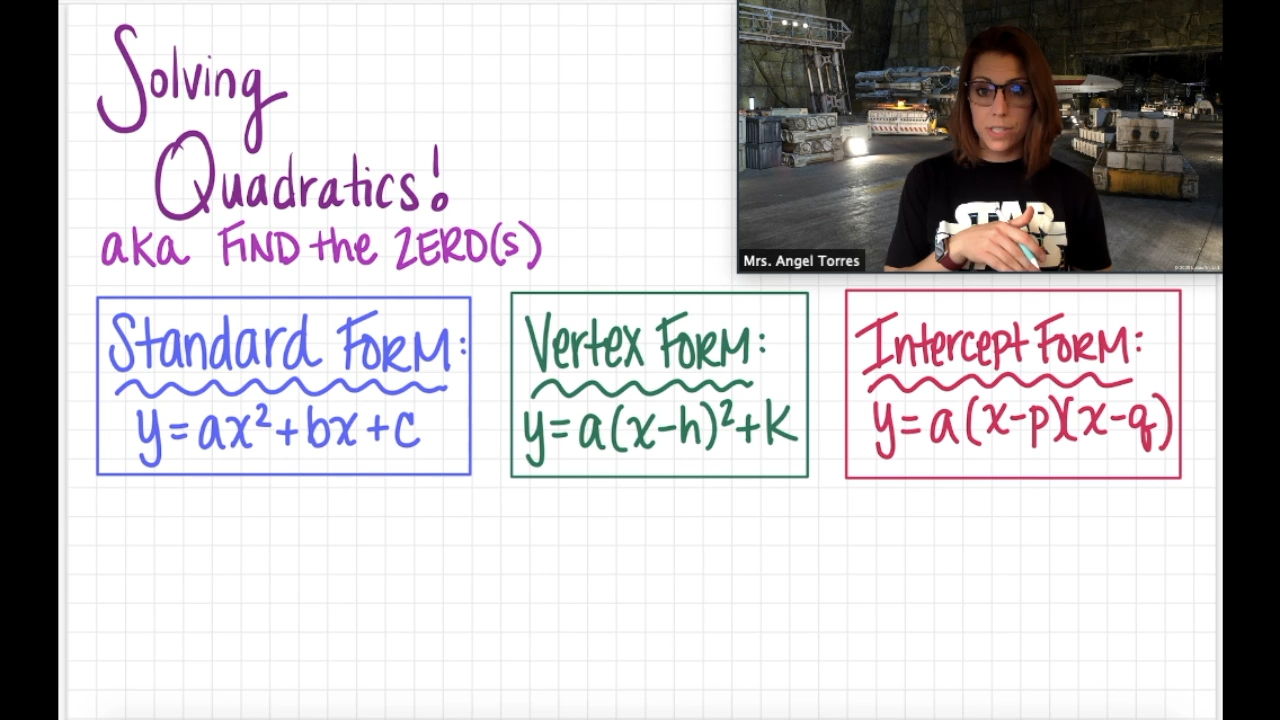 Solving
Quadratics!
aka FIND the ZERO(s)
Mrs. Angel Torres
STAR
Standard FORM:
y=ax²+bx+c
Vertex FORM:
y=a(x-h)²+k
Intercept FORM:
y=a(x-p)(x-q)